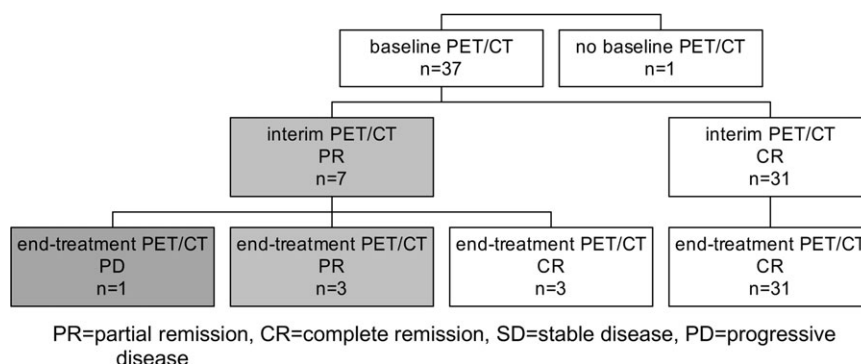 baseline PET/CT
n=37
no baseline PET/CT
n=1
interim PET/CT
PR
n=7
interim PET/CT
CR
n=31
end-treatment PET/CT
PD
n=1
end-treatment PET/CT
PR
n=3
end-treatment PET/CT
CR
n=3
end-treatment PET/CT
CR
n=31
PR=partial remission, CR=complete remission, SD=stable disease, PD=progressive
disease